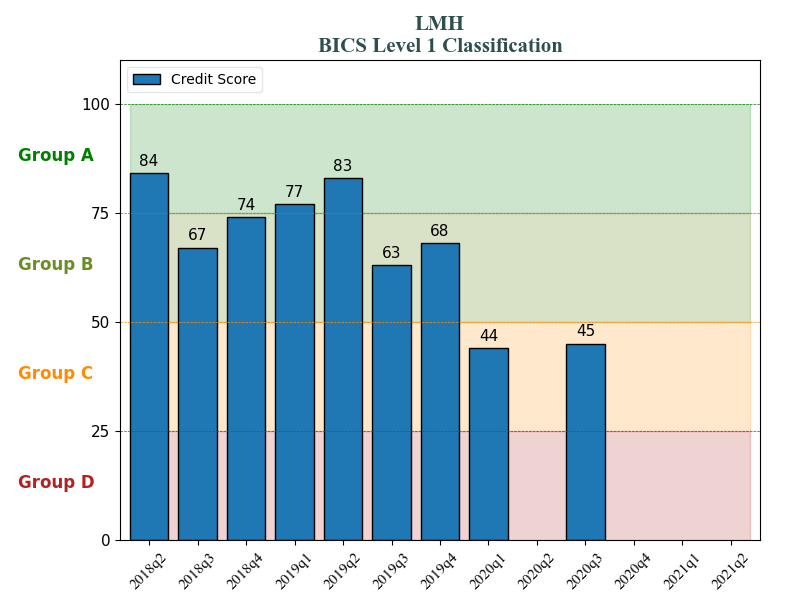 LMH
BICS Level 1 Classification
Credit Score
100
75
50
25
0
Group A
Group B
Group C
Group D
84
67
74
77
83
63
68
44
45
2018q2
2018q3
2018q4
2019q1
2019q2
2019q3
2019q4
2020q1
2020q2
2020q3
2020q4
2021q1
2021q2